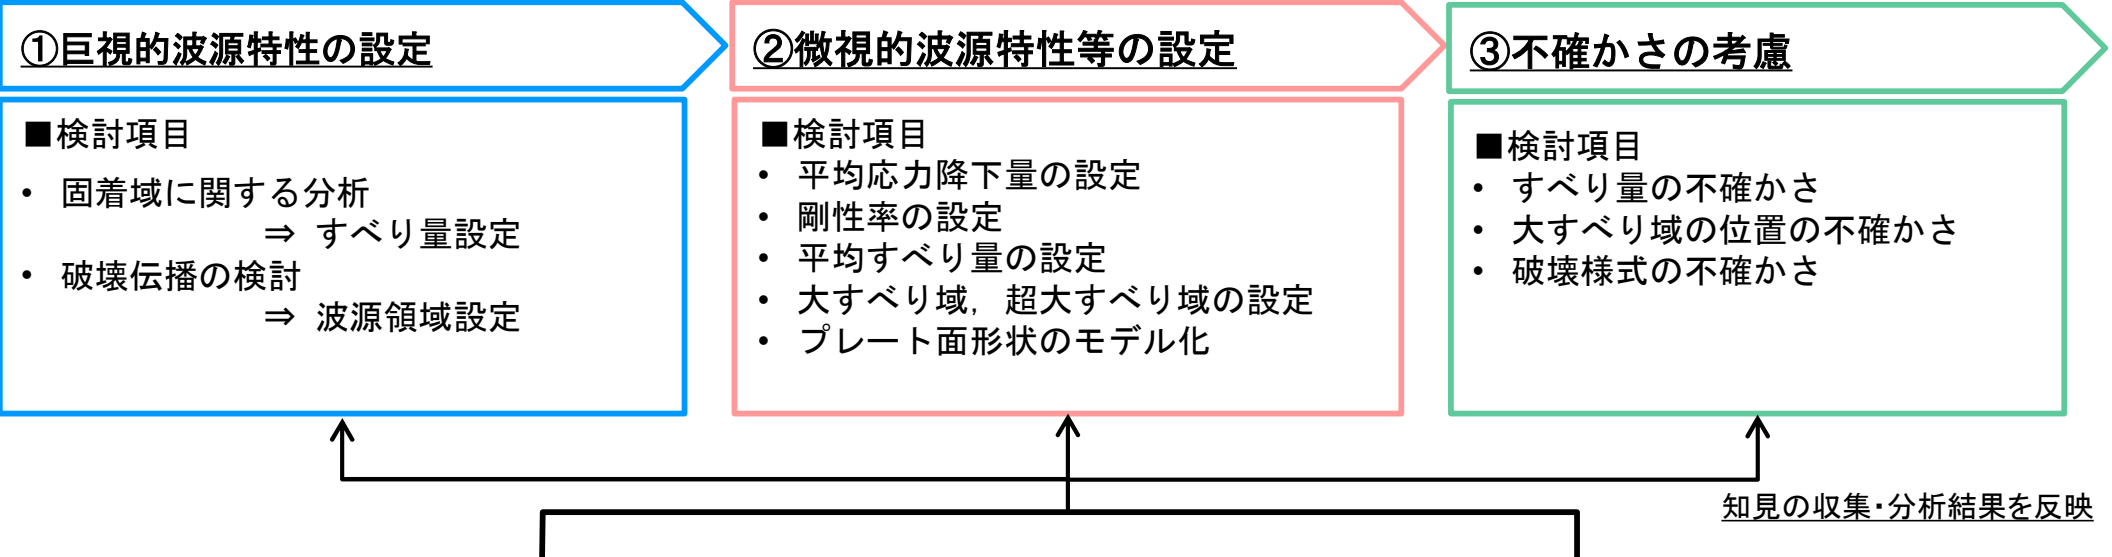 ①巨視的波源特性の設定
■検討項目
• 固着域に関する分析
⇒ すべり量設定
• 破壊伝播の検討
⇒ 波源領域設定
②微視的波源特性等の設定
■検討項目
• 平均応力降下量の設定
• 剛性率の設定
• 平均すべり量の設定
• 大すべり域，超大すべり域の設定
• プレート面形状のモデル化
③不確かさの考慮
■検討項目
• すべり量の不確かさ
• 大すべり域の位置の不確かさ
• 破壊様式の不確かさ
知見の収集・分析結果を反映